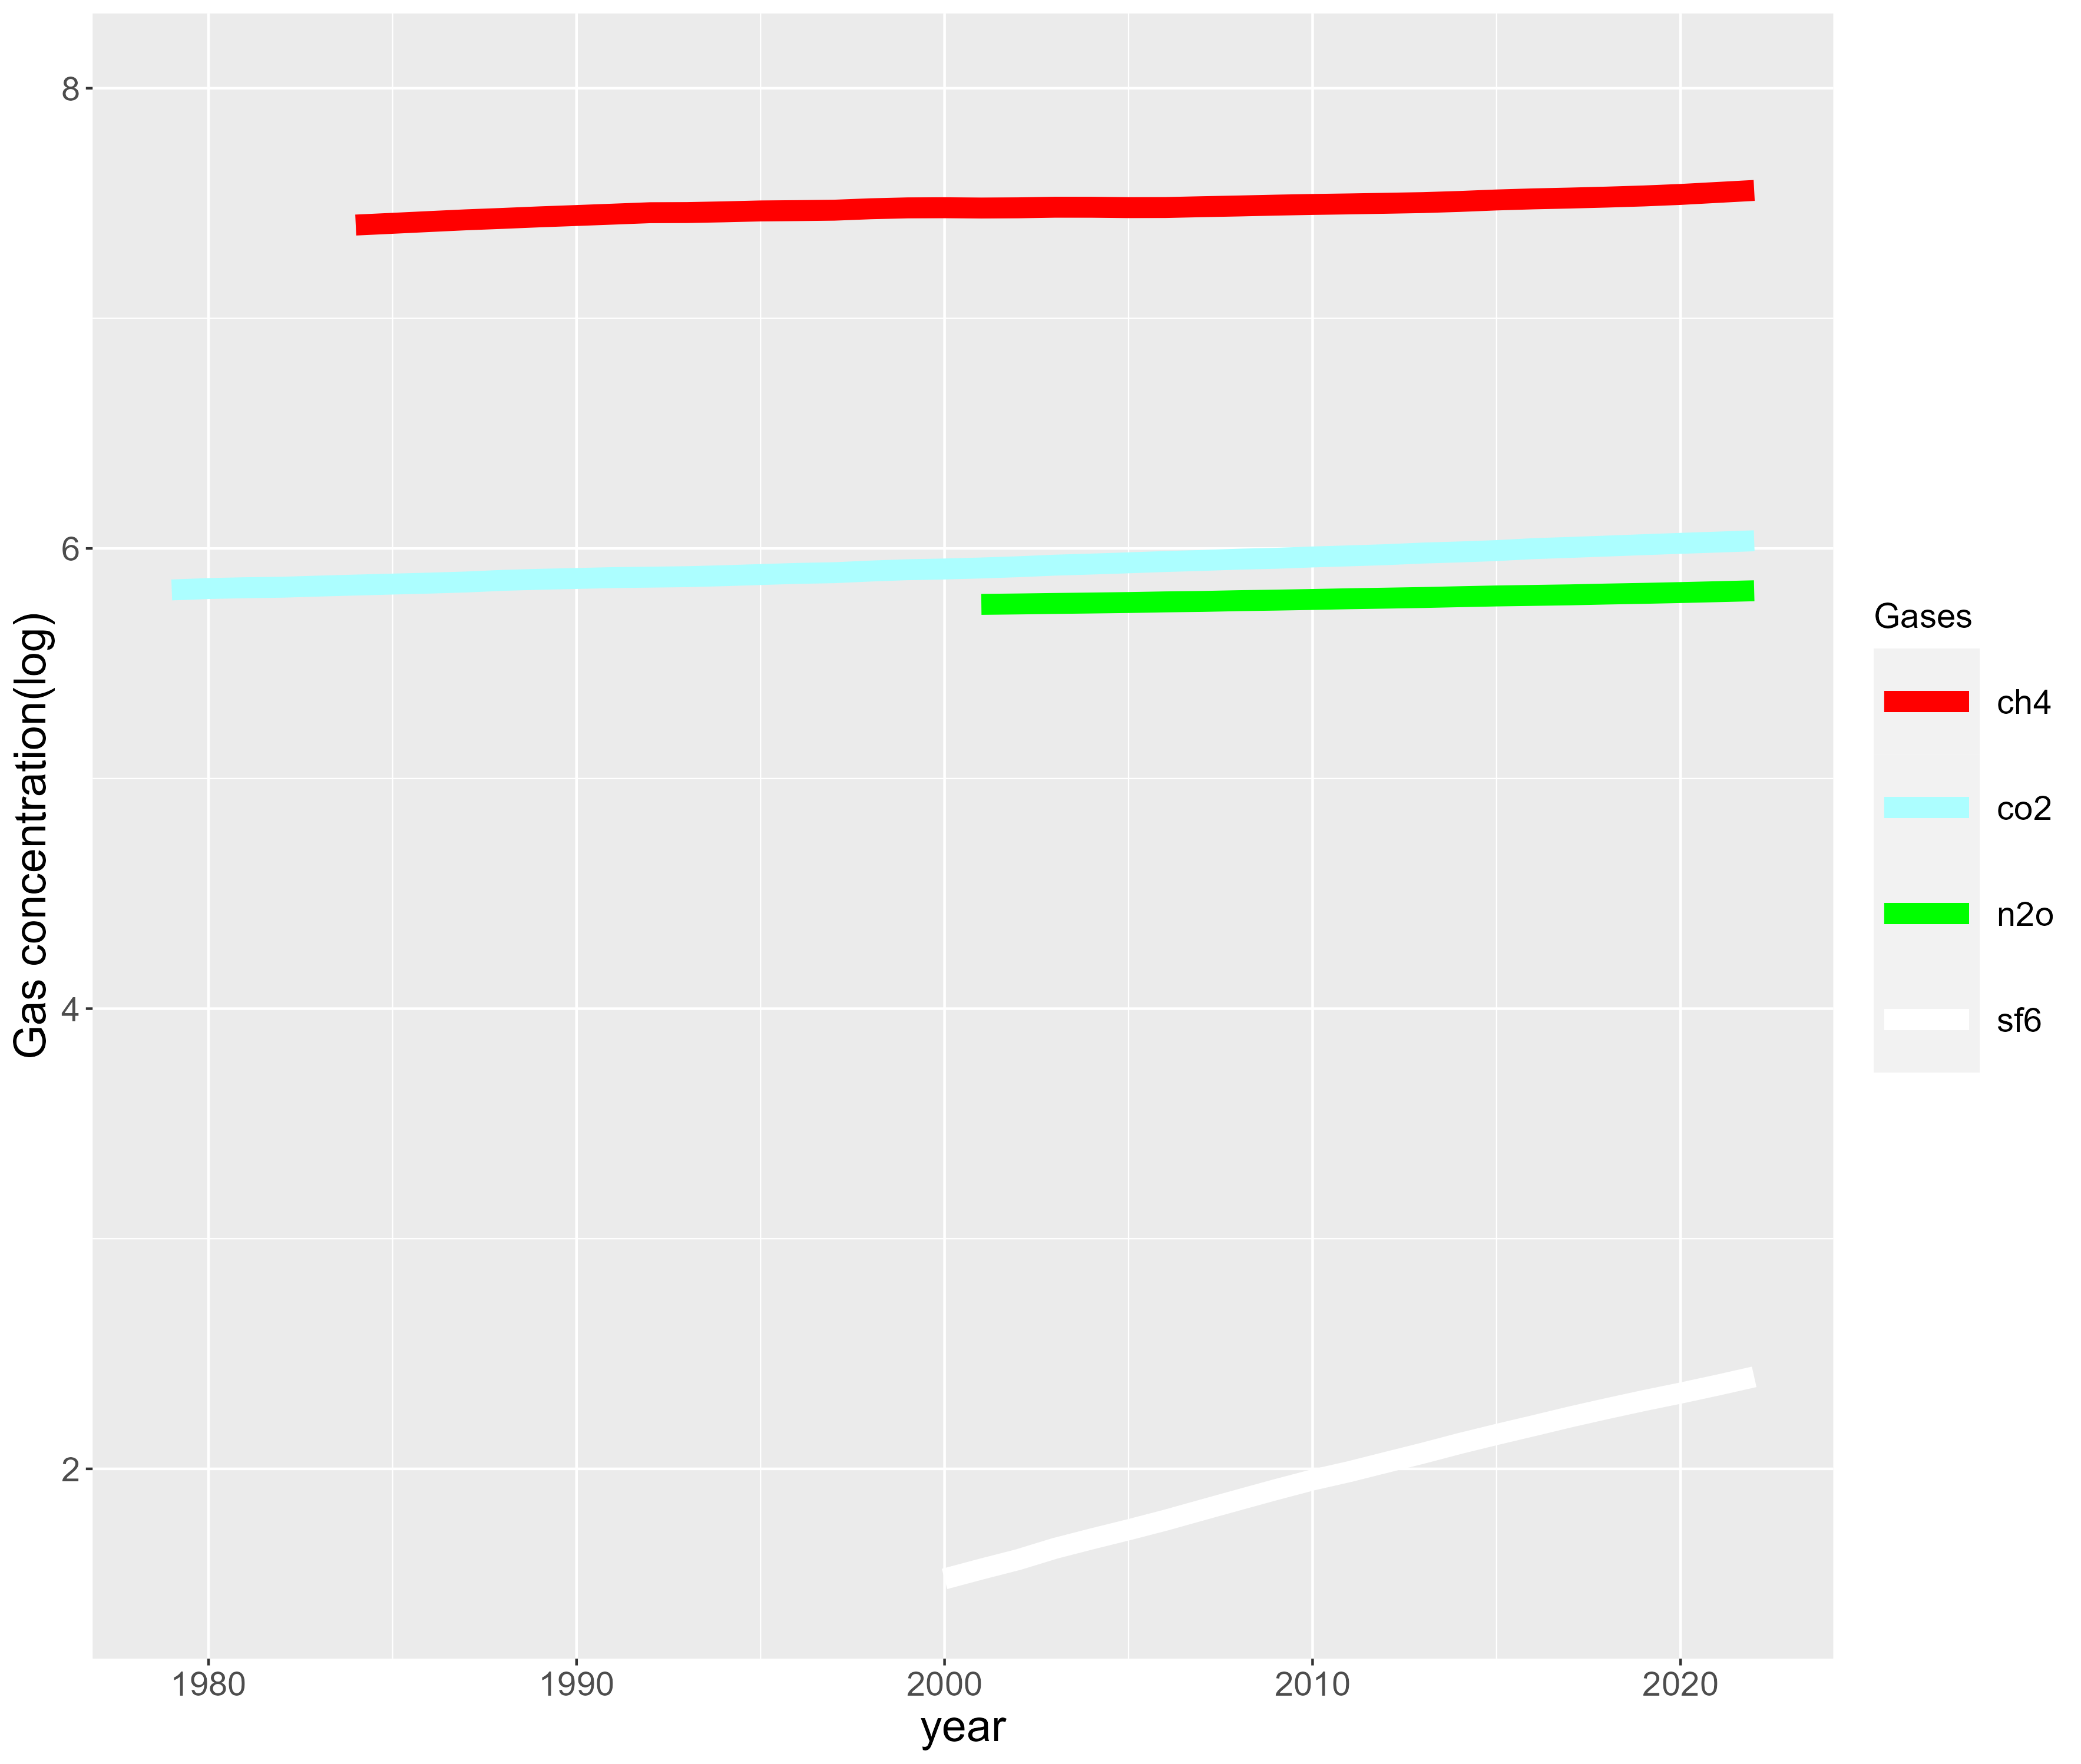 Gas concentration(log)
8
6
4
2
1980
1990
2000
2010
2020
year
Gases
ch4
co2
n2o
sf6